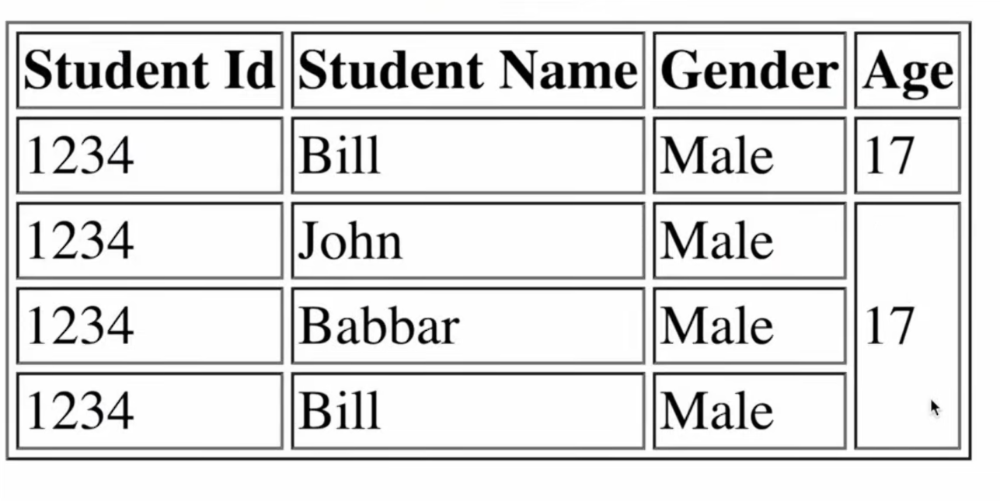 Student Id Student Name Gender Age
1234 Bill Male 17
1234 John Male
1234 Babbar Male 17
1234 Bill Male